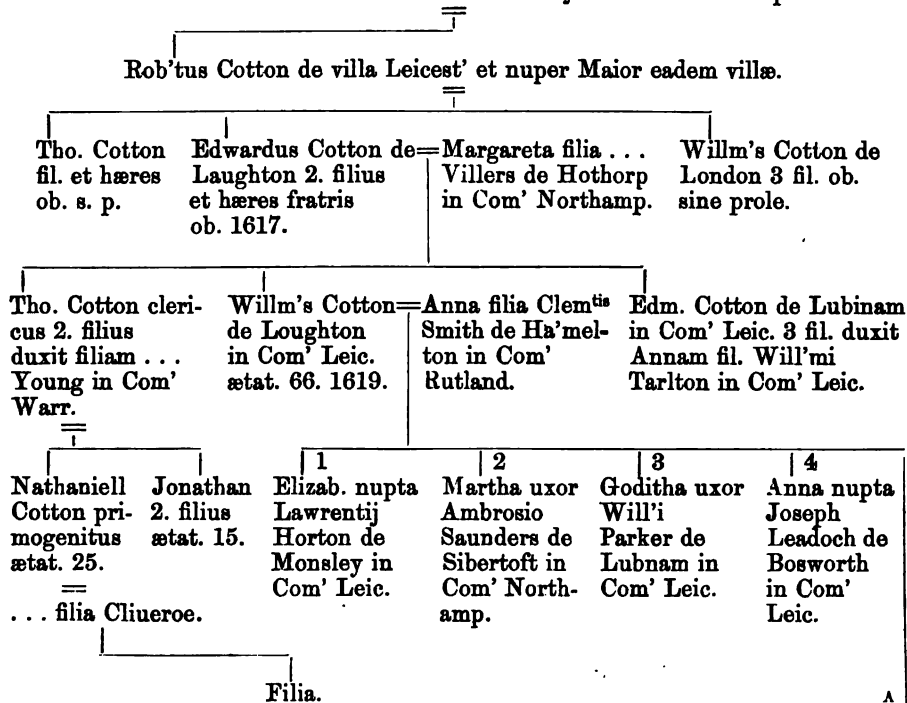 Rob'tus Cotton de villa Leicest' et nuper Maior eadem villæ.
Tho. Cotton
fil. et hæres
ob. s. p.
Edwardus Cotton de
Laughton 2. filius
et hæres fratris
ob. 1617.
Margareta filia . . .
Villers de Hothorp
in Com' Northamp.
Willm's Cotton de
London 3 fil. ob.
sine prole.
Tho. Cotton cleri-
cus 2. filius
duxit filiam . . .
Young in Com'
Warr.
Willm's Cotton
de Loughton
in Com' Leic.
ætat. 66. 1619.
Anna filia Clemtis
Smith de Ha'mel-
ton in Com'
Rutland.
Edm. Cotton de Lubinam
in Com' Leic. 3 fil. duxit
Annam fil. Will'mi
Tarlton in Com' Leic.
Nathaniell
Cotton pri-
mogenitus
ætat. 25.
. . . filia Cliueroe.
Jonathan
2. filius
ætat. 15.
1
Elizab. nupta
Lawrentij
Horton de
Monsley in
Com' Leic.
2
Martha uxor
Ambrosio
Saunders de
Sibertoft in
Com' North-
amp.
3
Goditha uxor
Will'i
Parker de
Lubnam in
Com' Leic.
4
Anna nupta
Joseph
Leadoch de
Bosworth
in Com'
Leic.
Filia.
A